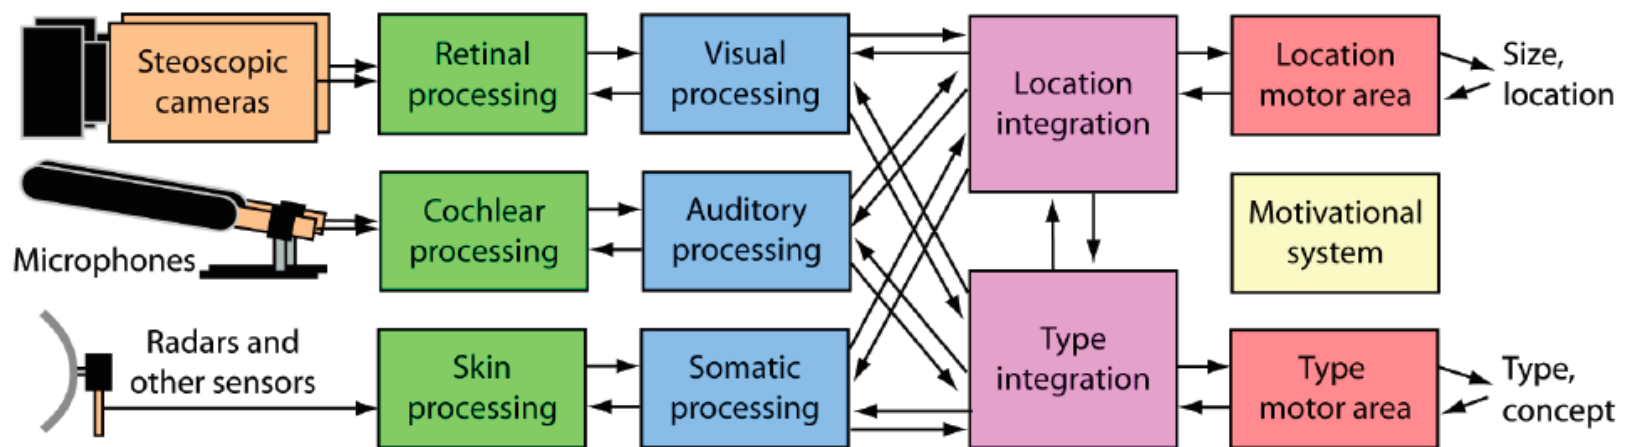 Steoscopic
cameras
Retinal
processing
Visual
processing
Location
integration
Location
motor area
Size,
location
Microphones
Cochlear
processing
Auditory
processing
Motivational
system
Radars and
other sensors
Skin
processing
Somatic
processing
Type
integration
Type
motor area
Type,
concept